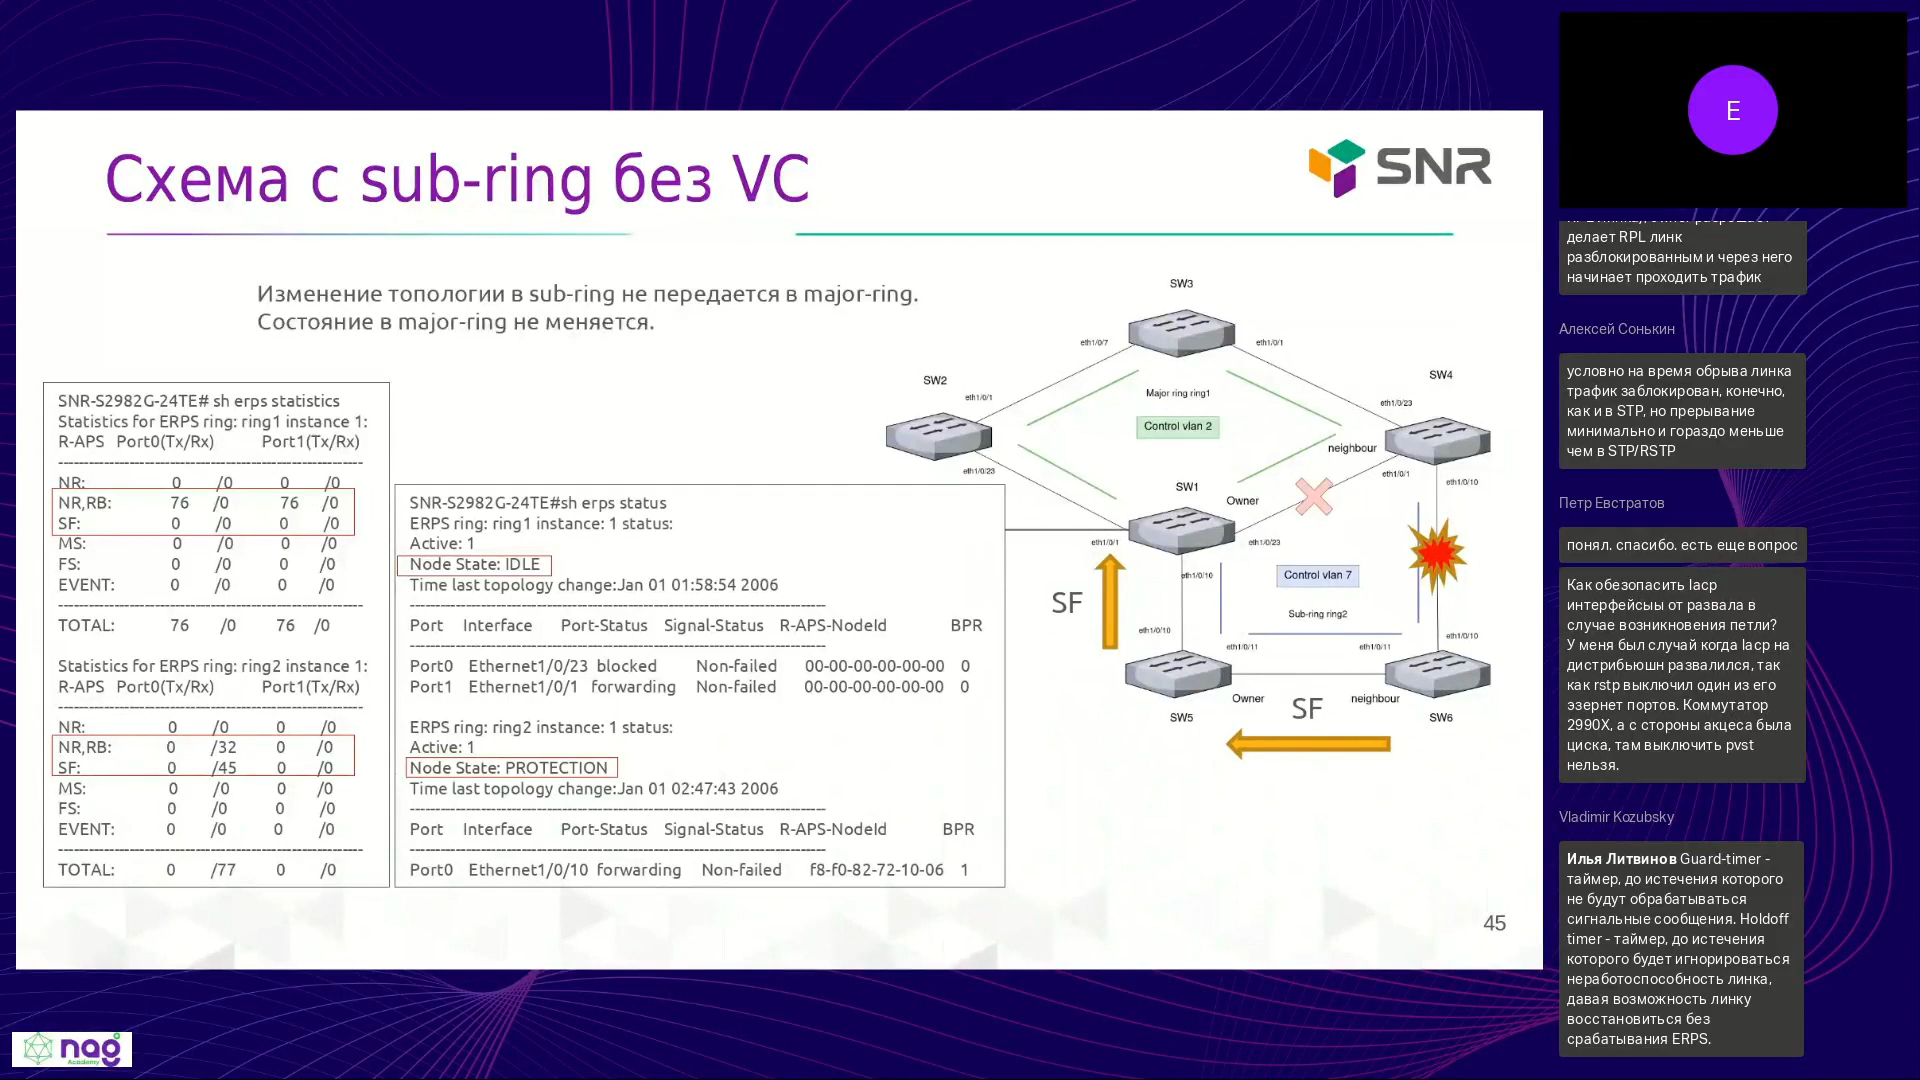 Схема с sub-ring без VC
SNR
Изменение топологии в sub-ring не передается в major-ring.
Состояние в major-ring не меняется.
SNR-S2982G-24TE# sh erps statistics
Statistics for ERPS ring: ring1 instance 1:
R-APS Port0(Tx/Rx) Port1(Tx/Rx)
NR: 0 /0 0 /0
NR,RB: 76 /0 76 /0
SF: 0 /0 0 /0
MS: 0 /0 0 /0
FS: 0 /0 0 /0
EVENT: 0 /0 0 /0
TOTAL: 76 /0 76 /0
Statistics for ERPS ring: ring2 instance 1:
R-APS Port0(Tx/Rx) Port1(Tx/Rx)
NR: 0 /0 0 /0
NR,RB: 0 /32 0 /0
SF: 0 /45 0 /0
MS: 0 /0 0 /0
FS: 0 /0 0 /0
EVENT: 0 /0 0 /0
TOTAL: 0 /77 0 /0
SNR-S2982G-24TE#sh erps status
ERPS ring: ring1 instance: 1 status:
Active: 1
Node State: IDLE
Time last topology change:Jan 01 01:58:54 2006
Port Interface Port-Status Signal-Status R-APS-NodeId BPR
Port0 Ethernet1/0/23 blocked Non-failed 00-00-00-00-00-00 0
Port1 Ethernet1/0/1 forwarding Non-failed 00-00-00-00-00-00 0
ERPS ring: ring2 instance: 1 status:
Active: 1
Node State: PROTECTION
Time last topology change:Jan 01 02:47:43 2006
Port Interface Port-Status Signal-Status R-APS-NodeId BPR
Port0 Ethernet1/0/10 forwarding Non-failed f8-f0-82-72-10-06 1
SW3
eth1/0/7 eth1/0/1
SW2 SW4
eth1/0/1 Major ring ring1 eth1/0/23
Control vlan 2
neighbour
eth1/0/23 eth1/0/1
SW1 eth1/0/10
Owner
eth1/0/1 eth1/0/23
eth1/0/10 Control vlan 7
SF
Sub-ring ring2
eth1/0/10 eth1/0/10
eth1/0/11 eth1/0/11
Owner neighbour
SF
SW5 SW6
45
nag
Academy
E
делает RPL линк
разблокированным и через него
начинает проходить трафик
Алексей Сонькин
условно на время обрыва линка
трафик заблокирован, конечно,
как и в STP, но прерывание
минимально и гораздо меньше
чем в STP/RSTP
Петр Евстратов
понял. спасибо. есть еще вопрос
Как обезопасить lacp
интерфейсыы от развала в
случае возникновения петли?
У меня был случай когда lacp на
дистрибьюшн развалился, так
как rstp выключил один из его
эзернет портов. Коммутатор
2990X, а с стороны акцеса была
циска, там выключить pvst
нельзя.
Vladimir Kozubsky
Илья Литвинов Guard-timer -
таймер, до истечения которого
не будут обрабатываться
сигнальные сообщения. Holdoff
timer - таймер, до истечения
которого будет игнорироваться
неработоспособность линка,
давая возможность линку
восстановиться без
срабатывания ERPS.